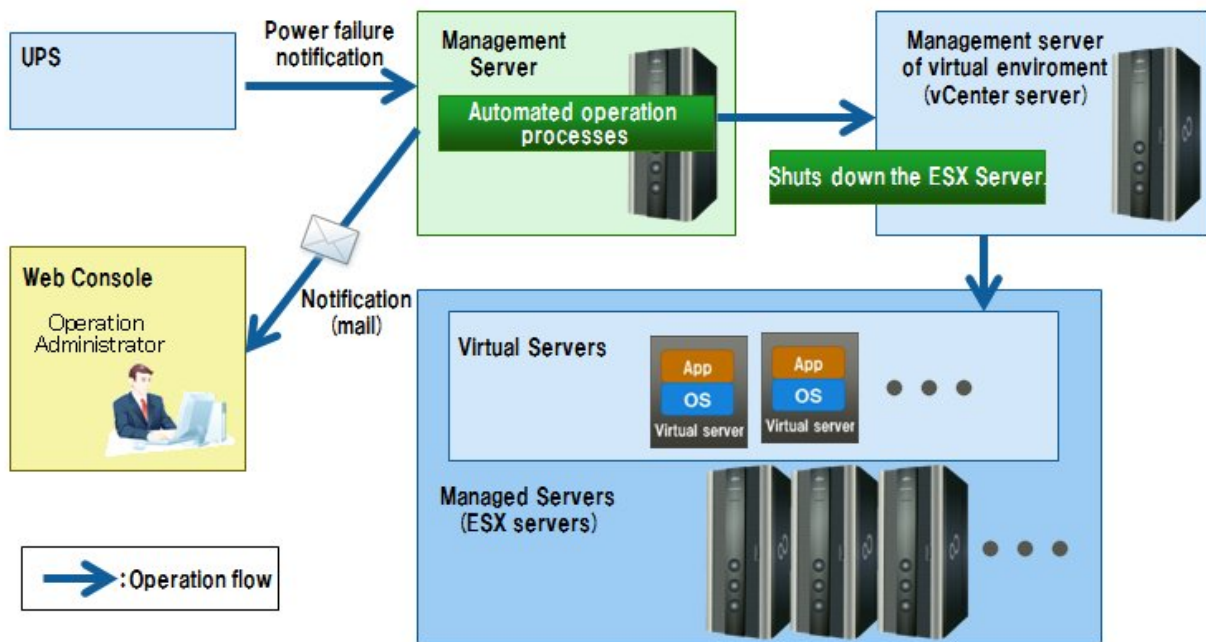 UPS
Power failure
notification
Management
Server
Automated operation
processes
Management server
of virtual enviroment
(vCenter server)
Shuts down the ESX Server.
Web Console
Operation
Administrator
Notification
(mail)
Virtual Servers
App
OS
Virtual server
App
OS
Virtual server
Managed Servers
(ESX servers)
:Operation flow